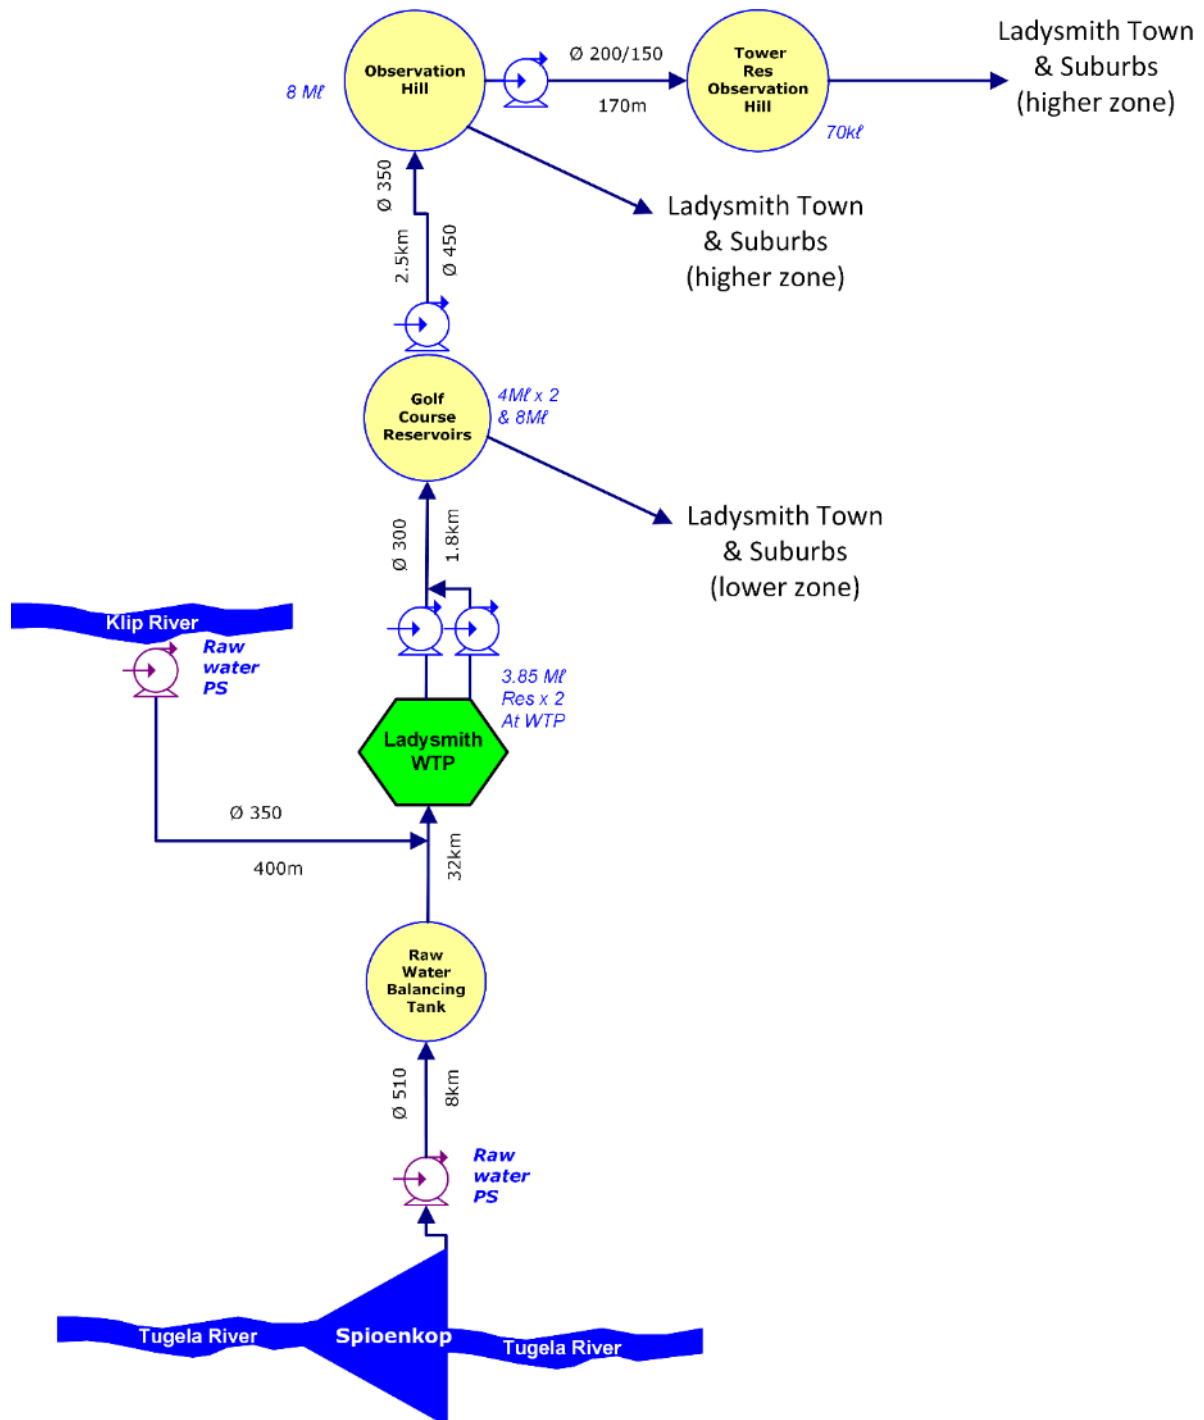 Observation
Hill
8 Mℓ
Ø 200/150
170m
Tower
Res
Observation
Hill
70kℓ
Ladysmith Town
& Suburbs
(higher zone)
Ladysmith Town
& Suburbs
(higher zone)
Ø 350
2.5km
Ø 450
Golf
Course
Reservoirs
4Mℓ x 2
& 8Mℓ
Ladysmith Town
& Suburbs
(lower zone)
Ø 300
1.8km
Klip River
Raw
water
PS
3.85 Mℓ
Res x 2
At WTP
Ladysmith
WTP
Ø 350
400m
32km
Raw
Water
Balancing
Tank
Ø 510
8km
Raw
water
PS
Tugela River
Spioenkop
Tugela River